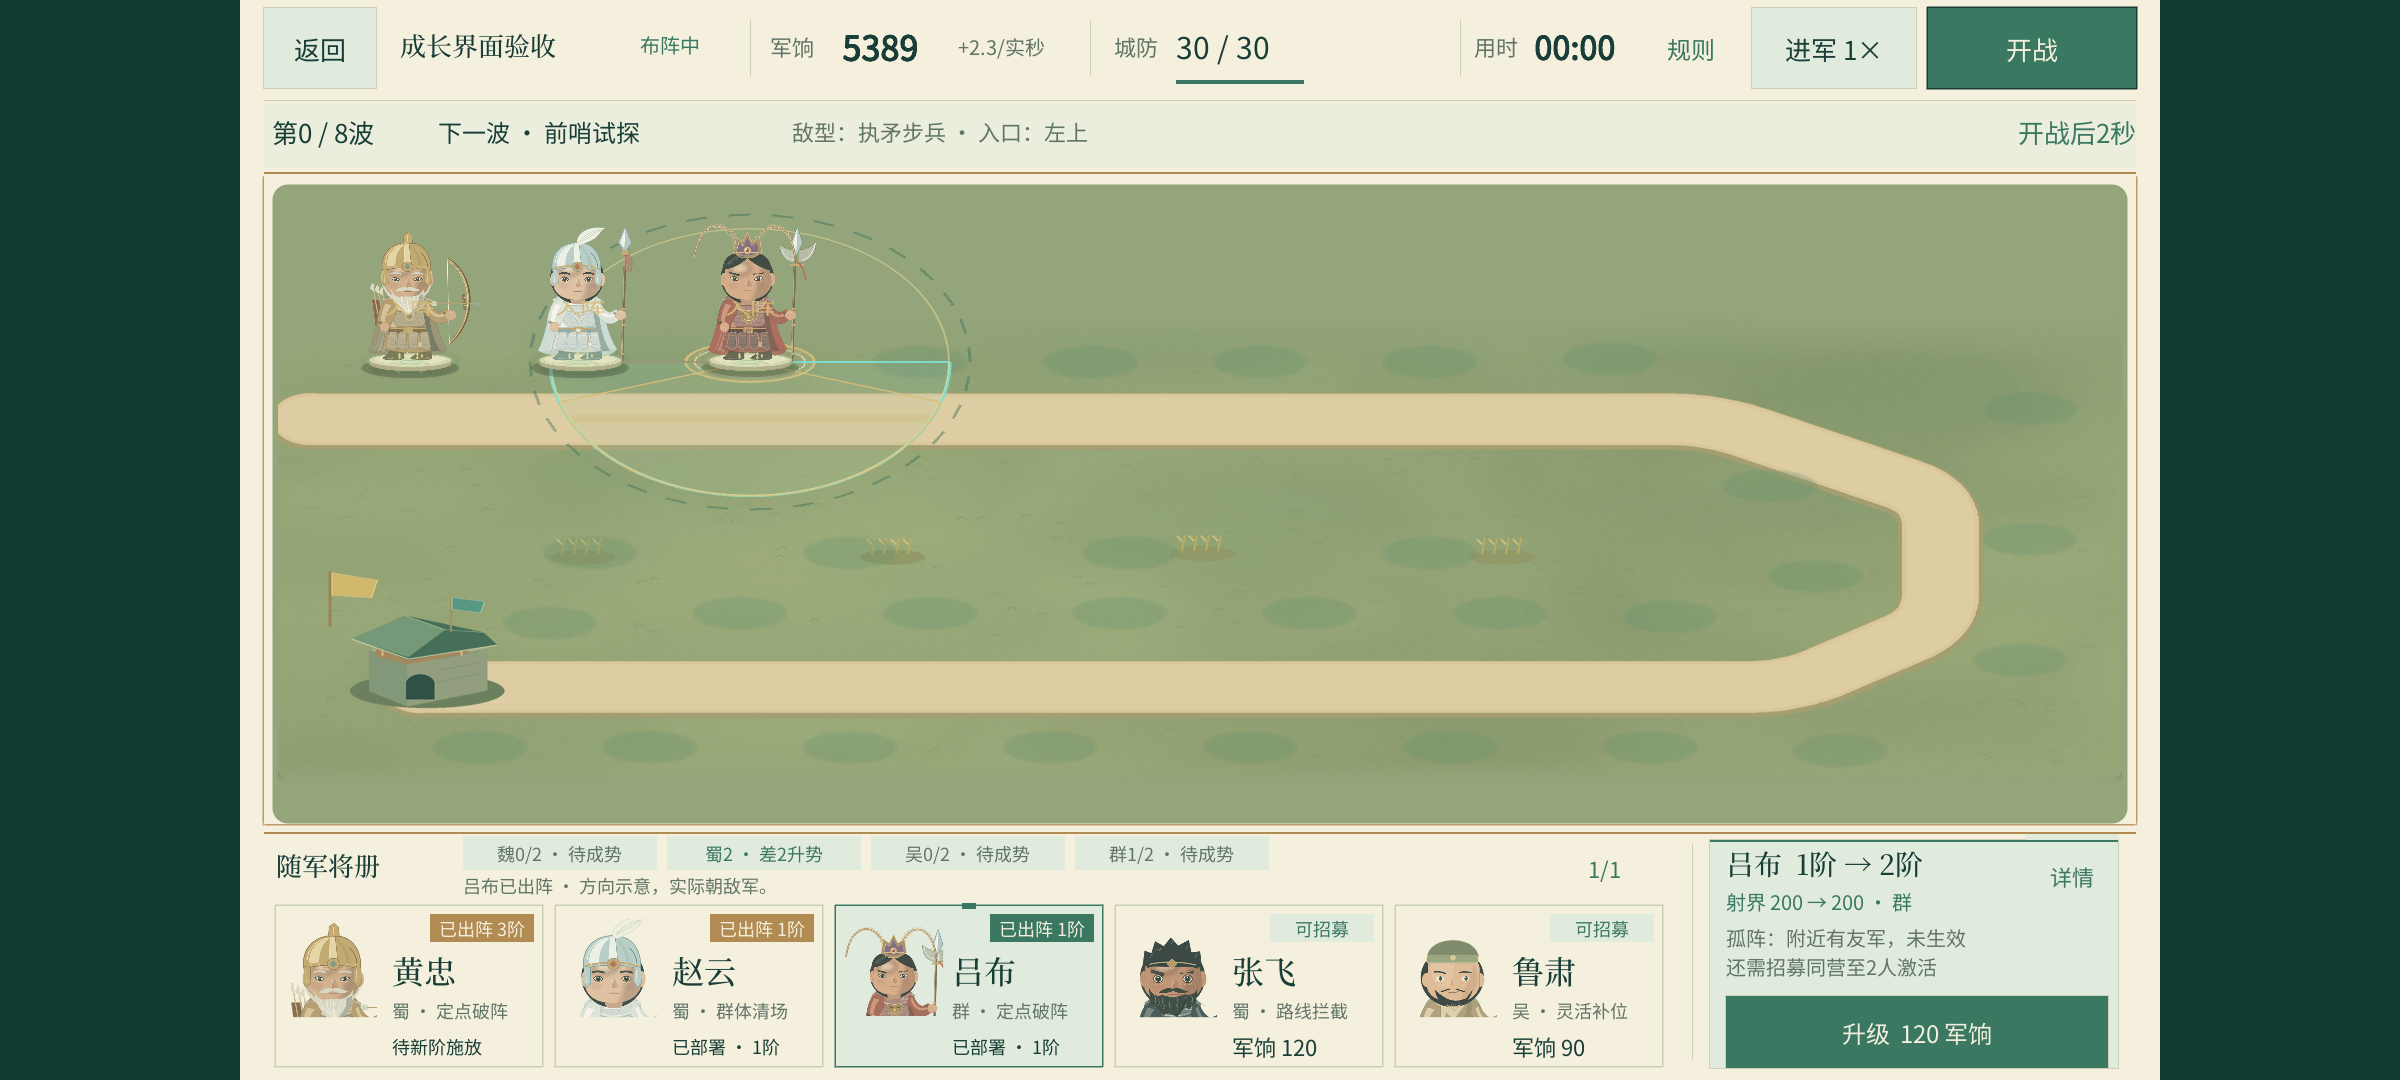 返回 成长界面验收 布阵中 军饷 5389 +2.3/实秒 城防 30 / 30 用时 00:00 规则 进军 1× 开战
第0 / 8波 下一波 · 前哨试探 敌型：执矛步兵 · 入口：左上 开战后2秒
随军将册 魏0/2 · 待成势 蜀2 · 差2升势 吴0/2 · 待成势 群1/2 · 待成势 1/1
吕布已出阵 · 方向示意，实际朝敌军。
已出阵 3阶
黄忠
蜀 · 定点破阵
待新阶施放
已出阵 1阶
赵云
蜀 · 群体清场
已部署 · 1阶
已出阵 1阶
吕布
群 · 定点破阵
已部署 · 1阶
可招募
张飞
蜀 · 路线拦截
军饷 120
可招募
鲁肃
吴 · 灵活补位
军饷 90
吕布 1阶 → 2阶 详情
射界 200 → 200 · 群
孤阵：附近有友军，未生效
还需招募同营至2人激活
升级 120 军饷